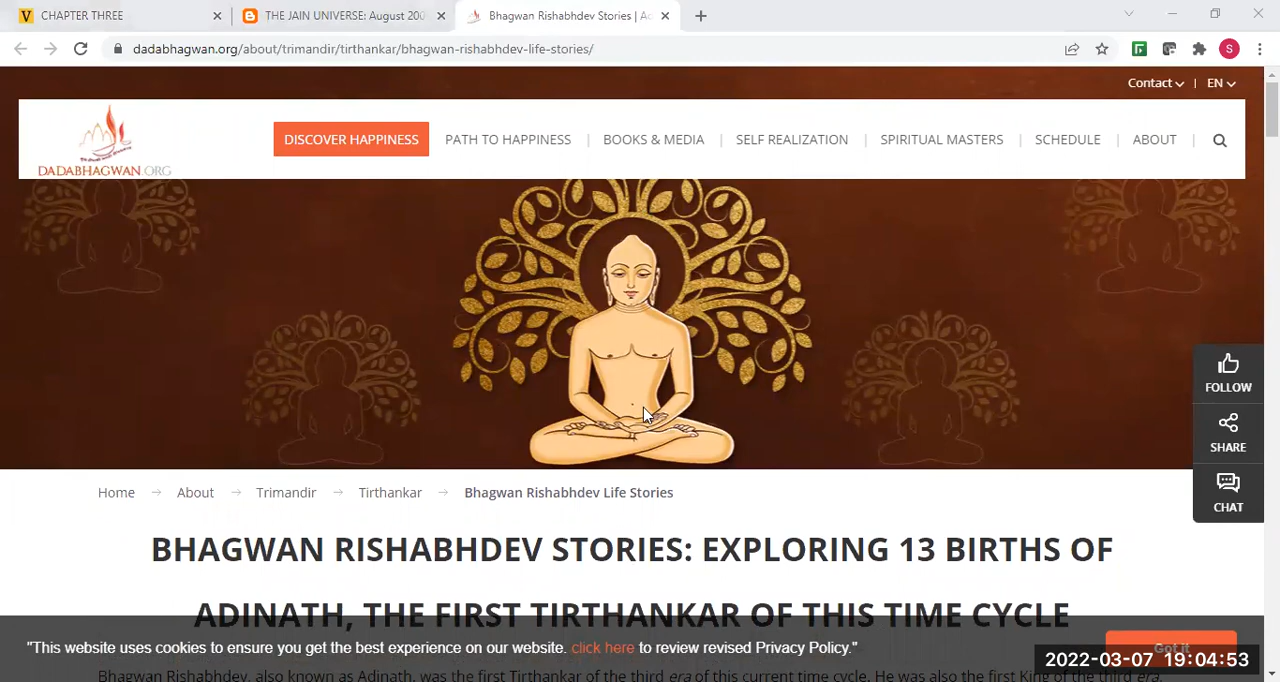 CHAPTER THREE
THE JAIN UNIVERSE: August 200
Bhagwan Rishabhdev Stories | A
dadabhagwan.org/about/trimandir/tirthankar/bhagwan-rishabhdev-life-stories/
S
Contact | EN
DADABHAGWAN.ORG
DISCOVER HAPPINESS
PATH TO HAPPINESS
BOOKS & MEDIA
SELF REALIZATION
SPIRITUAL MASTERS
SCHEDULE
ABOUT
FOLLOW
SHARE
CHAT
Home → About → Trimandir → Tirthankar → Bhagwan Rishabhdev Life Stories
BHAGWAN RISHABHDEV STORIES: EXPLORING 13 BIRTHS OF
ADINATH, THE FIRST TIRTHANKAR OF THIS TIME CYCLE
"This website uses cookies to ensure you get the best experience on our website. click here to review revised Privacy Policy."
Got it
2022-03-07 19:04:53
Bhagwan Rishabhdev, also known as Adinath, was the first Tirthankar of the third era of this current time cycle. He was also the first King of the third era.